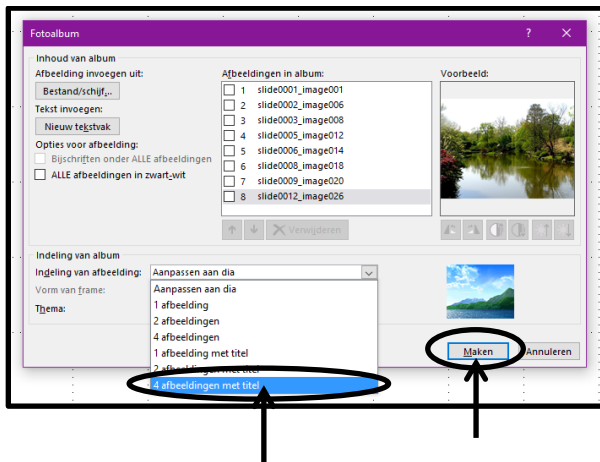 Fotoalbum ? ×
Inhoud van album
Afbeelding invoegen uit:
Bestand/schijf...
Tekst invoegen:
Nieuw tekstvak
Opties voor afbeelding:
Bijschriften onder ALLE afbeeldingen
ALLE afbeeldingen in zwart-wit
Afbeeldingen in album:
1 slide0001_image001
2 slide0002_image006
3 slide0003_image008
4 slide0005_image012
5 slide0006_image014
6 slide0008_image018
7 slide0009_image020
8 slide0012_image026
Verwijderen
Voorbeeld:
Indeling van album
Indeling van afbeelding: Aanpassen aan dia
Vorm van frame:
Thema:
Aanpassen aan dia
1 afbeelding
2 afbeeldingen
4 afbeeldingen
1 afbeelding met titel
2 afbeeldingen met titel
4 afbeeldingen met titel
Maken
Annuleren